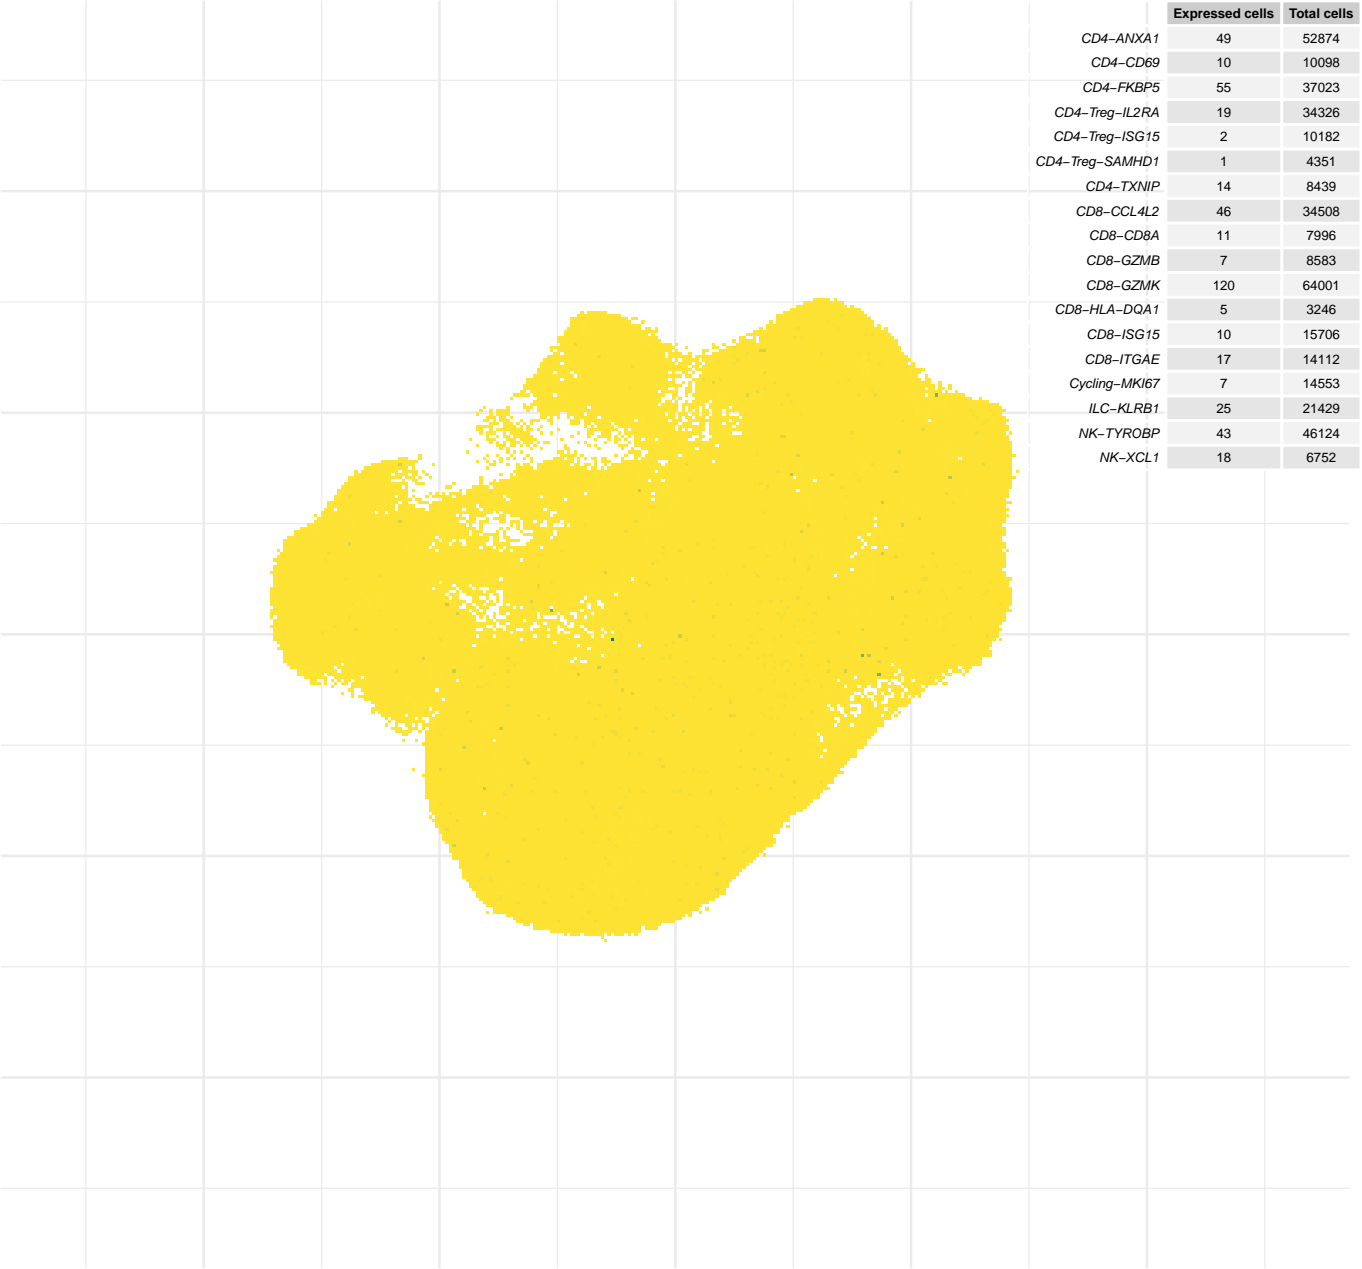 Expressed cells Total cells
CD4−ANXA1 49 52874
CD4−CD69 10 10098
CD4−FKBP5 55 37023
CD4−Treg−IL2RA 19 34326
CD4−Treg−ISG15 2 10182
CD4−Treg−SAMHD1 1 4351
CD4−TXNIP 14 8439
CD8−CCL4L2 46 34508
CD8−CD8A 11 7996
CD8−GZMB 7 8583
CD8−GZMK 120 64001
CD8−HLA−DQA1 5 3246
CD8−ISG15 10 15706
CD8−ITGAE 17 14112
Cycling−MKI67 7 14553
ILC−KLRB1 25 21429
NK−TYROBP 43 46124
NK−XCL1 18 6752